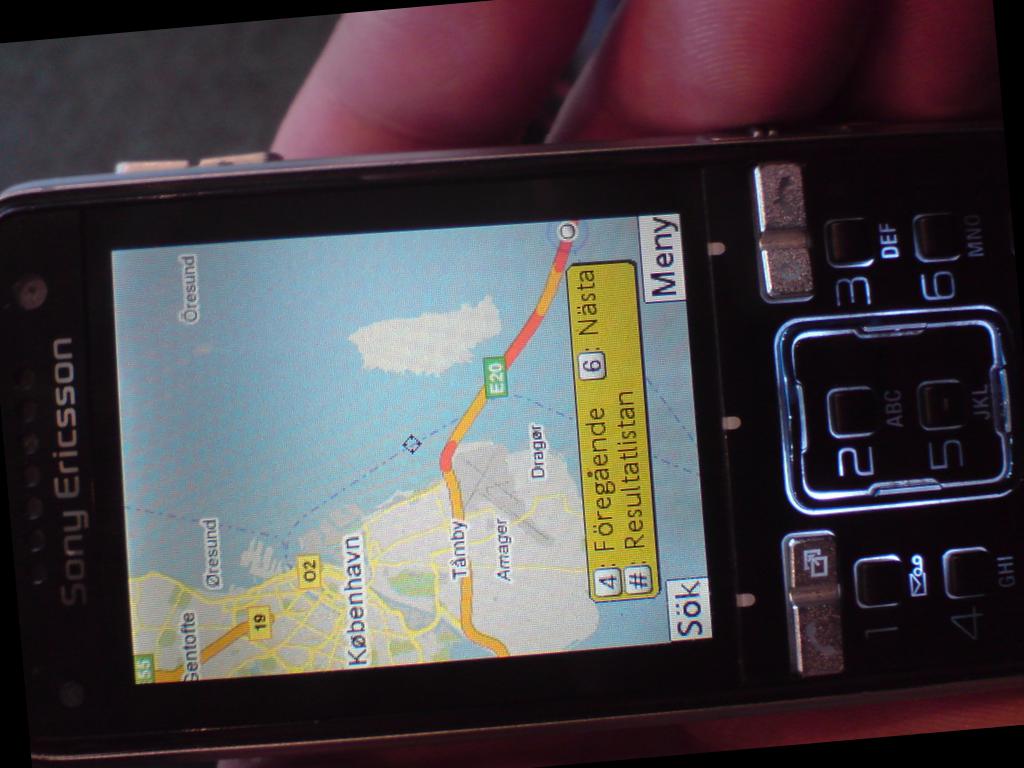 Sony Ericsson
Öresund
Øresund
Gentofte
55
19
O2
København
E20
Tårnby
Amager
Dragør
4: Föregående 6: Nästa
#: Resultatlistan
Sök
Meny
1
2 ABC
3 DEF
4 GHI
5 JKL
6 MNO